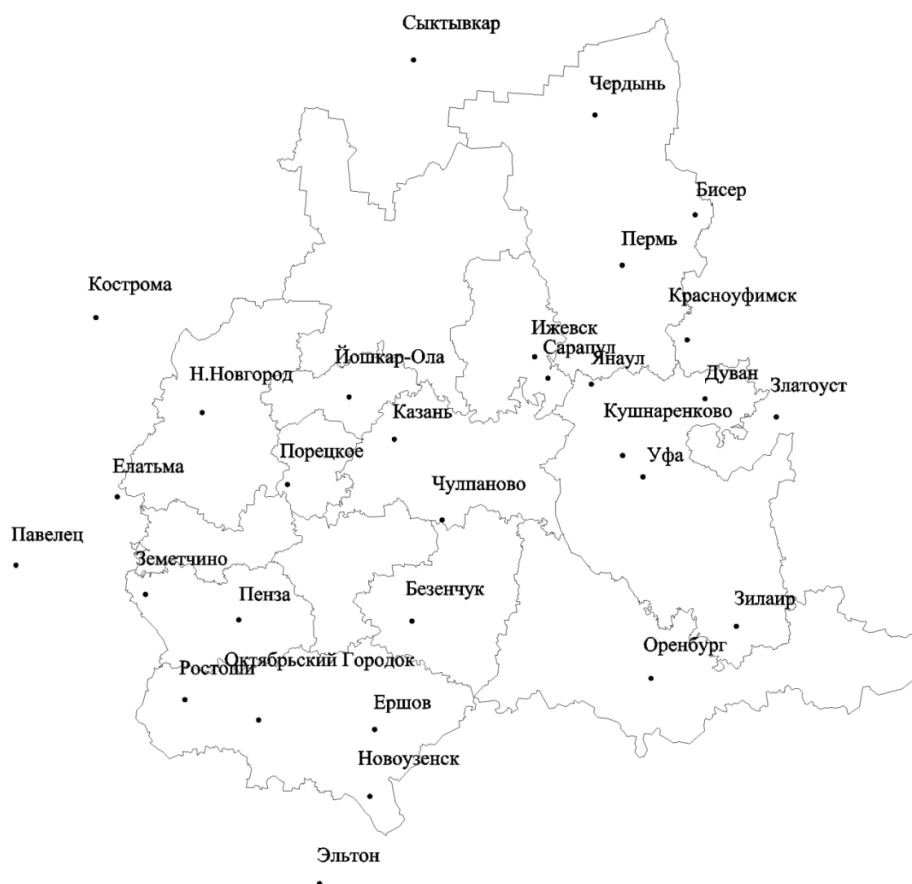 Сыктывкар
Чердынь
Бисер
Пермь
Кострома
Красноуфимск
Ижевск
Сарапул
Йошкар-Ола
Янаул
Н.Новгород
Дуван
Златоуст
Казань
Кушнаренково
Порецкое
Уфа
Елатьма
Чулпаново
Павелец
Земетчино
Пенза
Безенчук
Зилаир
Октябрьский Городок
Ростоши
Оренбург
Ершов
Новоузенск
Эльтон